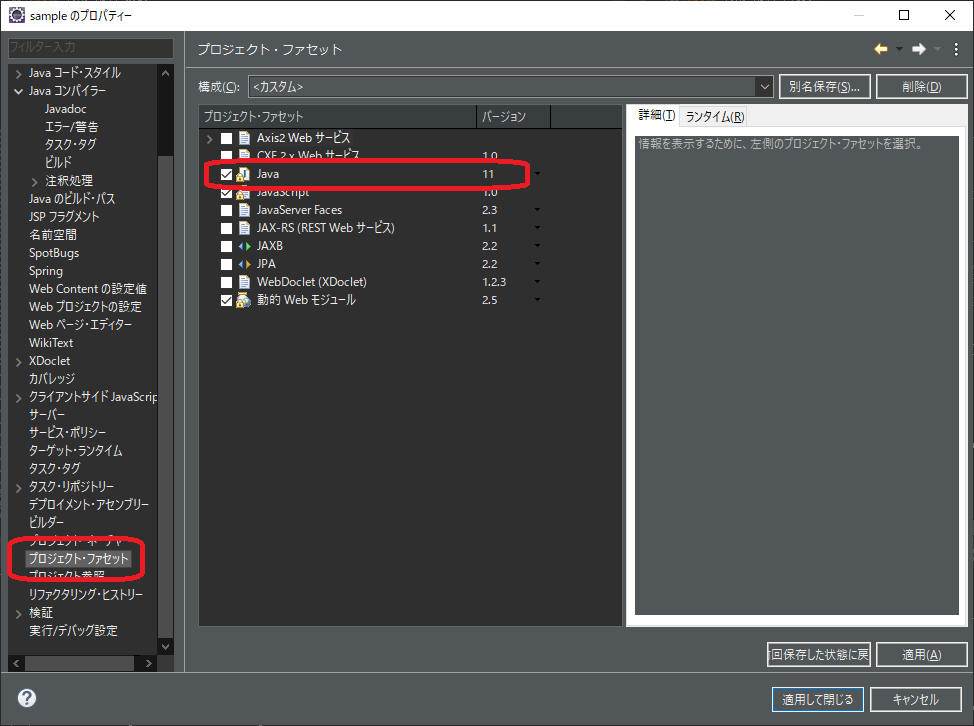 sample のプロパティー
フィルター入力
プロジェクト・ファセット
Java コード・スタイル
Java コンパイラー
Javadoc
エラー/警告
タスク・タグ
ビルド
注釈処理
Java のビルド・パス
JSP フラグメント
名前空間
SpotBugs
Spring
Web Content の設定値
Web プロジェクトの設定
Web ページ・エディター
WikiText
XDoclet
カバレッジ
クライアントサイド JavaScrip
サーバー
サービス・ポリシー
ターゲット・ランタイム
タスク・タグ
タスク・リポジトリー
デプロイメント・アセンブリー
ビルダー
プロジェクト・ネーチャー
プロジェクト・ファセット
プロジェクト参照
リファクタリング・ヒストリー
検証
実行/デバッグ設定
構成(C): <カスタム> 別名保存(S)... 削除(D)
プロジェクト・ファセット バージョン
Axis2 Web サービス
CXF 2.x Web サービス 1.0
Java 11
JavaScript 1.0
JavaServer Faces 2.3
JAX-RS (REST Web サービス) 1.1
JAXB 2.2
JPA 2.2
WebDoclet (XDoclet) 1.2.3
動的 Web モジュール 2.5
詳細(T) ランタイム(R)
情報を表示するために、左側のプロジェクト・ファセットを選択。
回保存した状態に戻 適用(A)
適用して閉じる キャンセル